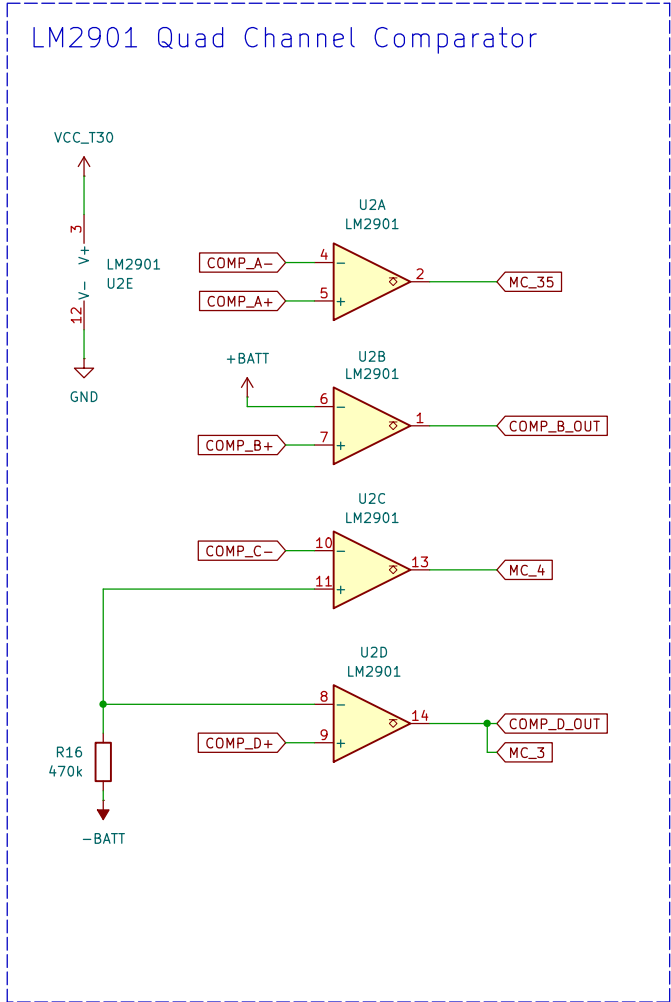 LM2901 Quad Channel Comparator
VCC_T30
3
V+
LM2901
U2E
V-
12
GND
U2A
LM2901
COMP_A-
4
-
COMP_A+
5
+
2
MC_35
+BATT
U2B
LM2901
6
-
COMP_B+
7
+
1
COMP_B_OUT
U2C
LM2901
COMP_C-
10
-
11
+
13
MC_4
U2D
LM2901
8
-
COMP_D+
9
+
14
COMP_D_OUT
MC_3
R16
470k
-BATT